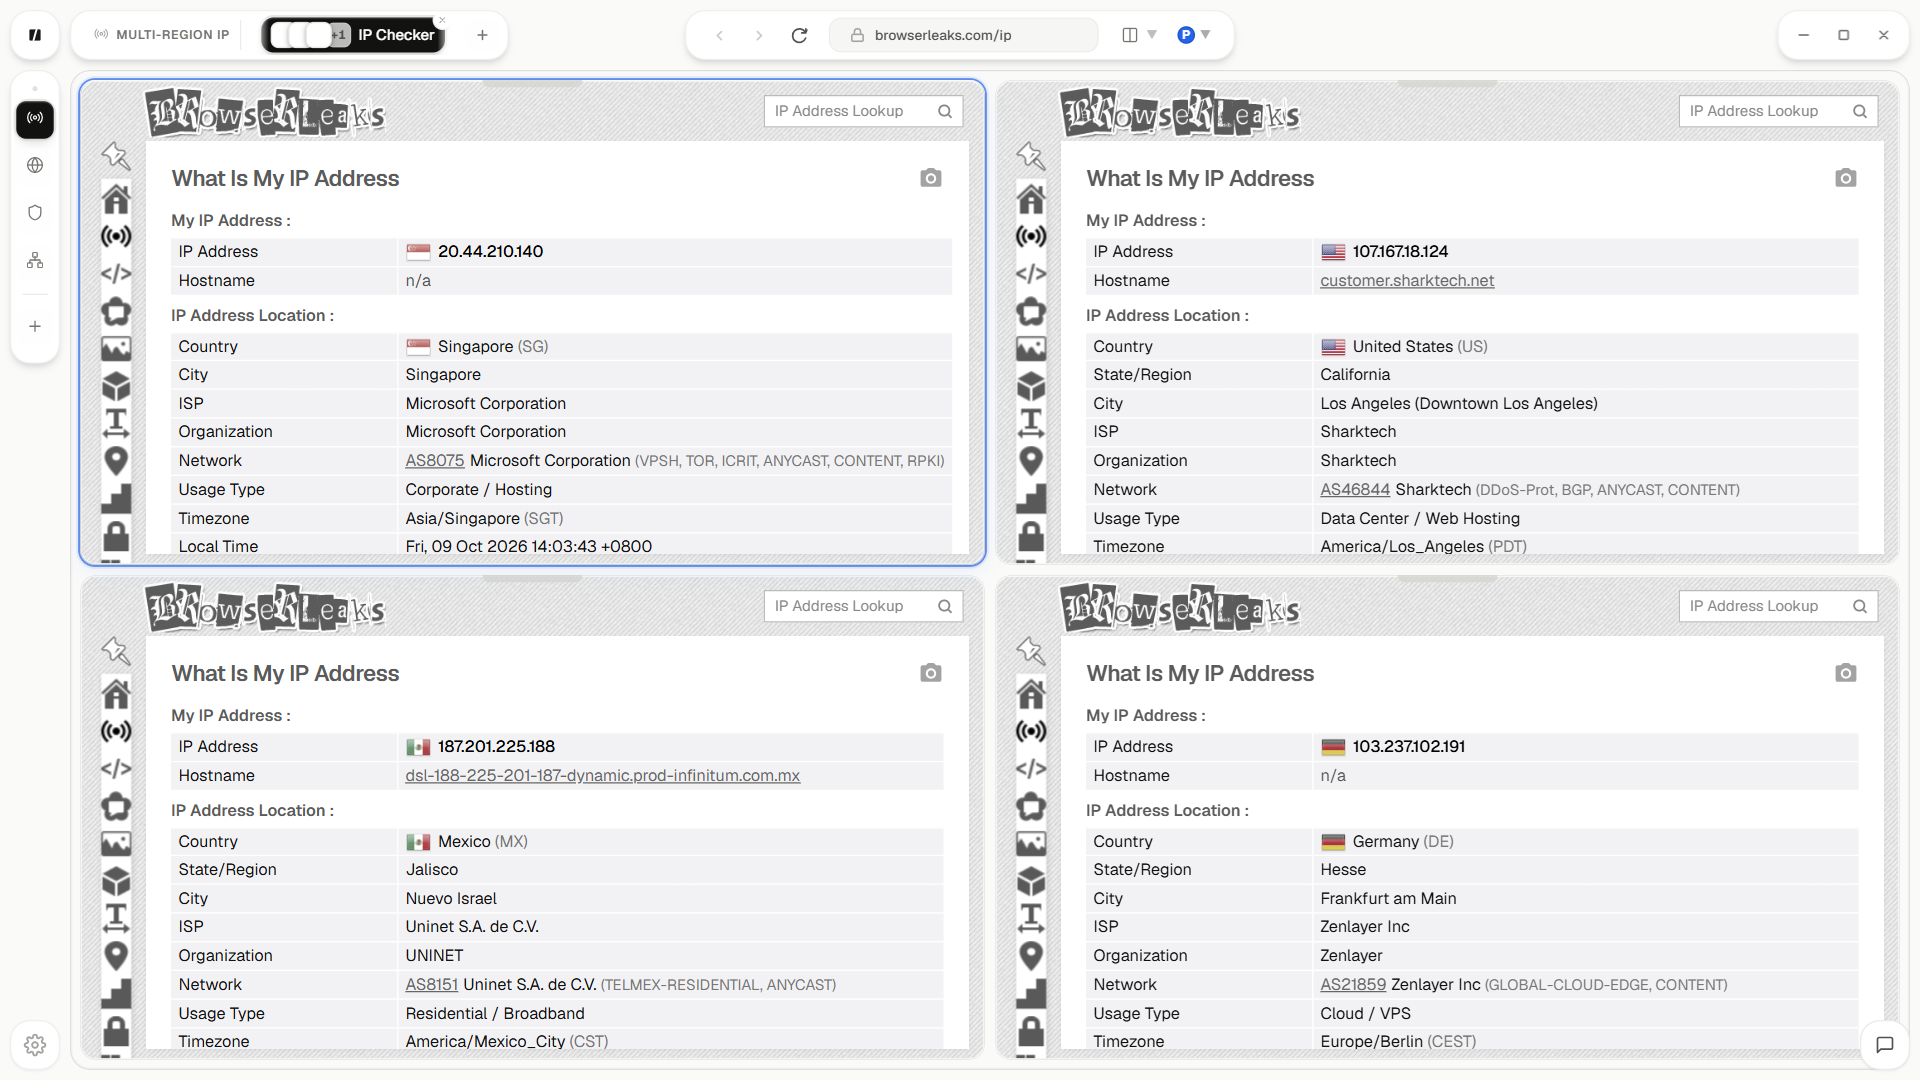 MULTI-REGION IP
+1 IP Checker
browserleaks.com/ip
P
BRowseRLeaks
IP Address Lookup
What Is My IP Address
My IP Address :
IP Address 20.44.210.140
Hostname n/a
IP Address Location :
Country Singapore (SG)
City Singapore
ISP Microsoft Corporation
Organization Microsoft Corporation
Network AS8075 Microsoft Corporation (VPSH, TOR, ICRIT, ANYCAST, CONTENT, RPKI)
Usage Type Corporate / Hosting
Timezone Asia/Singapore (SGT)
Local Time Fri, 09 Oct 2026 14:03:43 +0800
BRowseRLeaks
IP Address Lookup
What Is My IP Address
My IP Address :
IP Address 107.167.18.124
Hostname customer.sharktech.net
IP Address Location :
Country United States (US)
State/Region California
City Los Angeles (Downtown Los Angeles)
ISP Sharktech
Organization Sharktech
Network AS46844 Sharktech (DDoS-Prot, BGP, ANYCAST, CONTENT)
Usage Type Data Center / Web Hosting
Timezone America/Los_Angeles (PDT)
BRowseRLeaks
IP Address Lookup
What Is My IP Address
My IP Address :
IP Address 187.201.225.188
Hostname dsl-188-225-201-187-dynamic.prod-infinitum.com.mx
IP Address Location :
Country Mexico (MX)
State/Region Jalisco
City Nuevo Israel
ISP Uninet S.A. de C.V.
Organization UNINET
Network AS8151 Uninet S.A. de C.V. (TELMEX-RESIDENTIAL, ANYCAST)
Usage Type Residential / Broadband
Timezone America/Mexico_City (CST)
BRowseRLeaks
IP Address Lookup
What Is My IP Address
My IP Address :
IP Address 103.237.102.191
Hostname n/a
IP Address Location :
Country Germany (DE)
State/Region Hesse
City Frankfurt am Main
ISP Zenlayer Inc
Organization Zenlayer
Network AS21859 Zenlayer Inc (GLOBAL-CLOUD-EDGE, CONTENT)
Usage Type Cloud / VPS
Timezone Europe/Berlin (CEST)